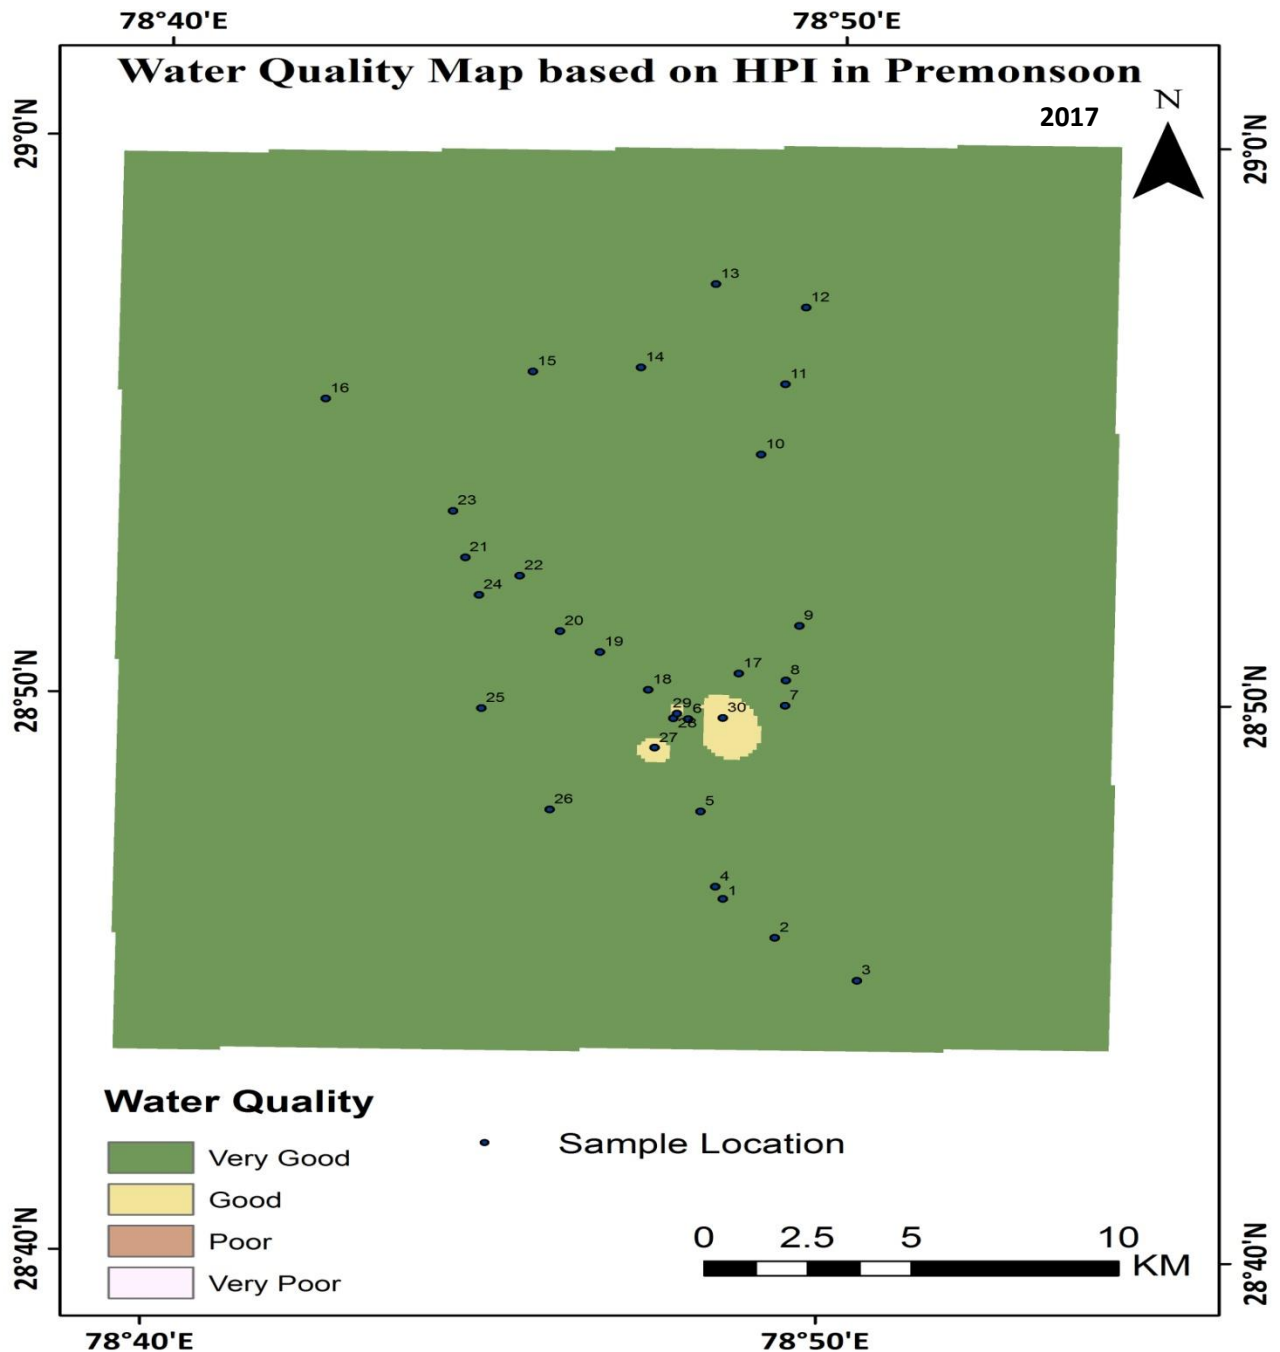 78°40'E 78°50'E
Water Quality Map based on HPI in Premonsoon
N
2017
29°0'N 29°0'N
13
12
14
15
11
16
10
23
21
22
24
9
20
19
17
8
18
7
25
29
6
30
28
27
26
5
4
1
2
3
28°50'N 28°50'N
Water Quality
Very Good
Good
Poor
Very Poor
Sample Location
0 2.5 5 10
KM
28°40'N 28°40'N
78°40'E 78°50'E